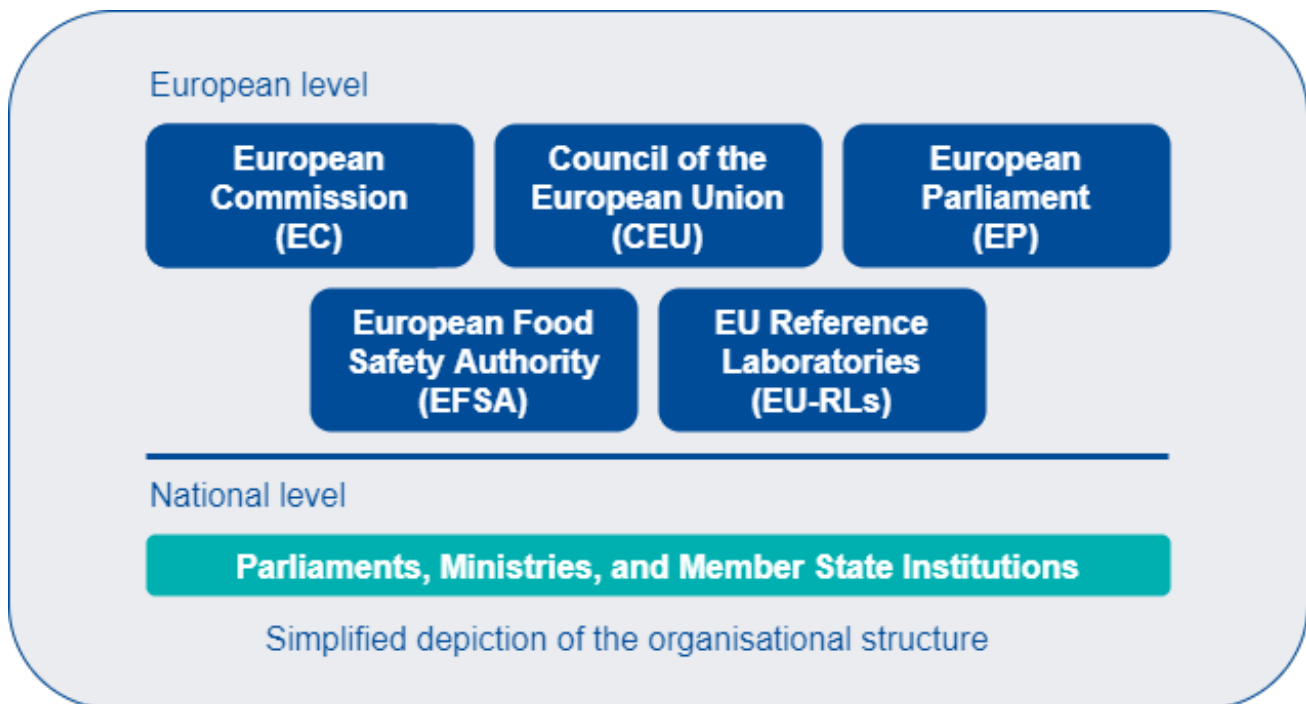 European level
European
Commission
(EC)
Council of the
European Union
(CEU)
European
Parliament
(EP)
European Food
Safety Authority
(EFSA)
EU Reference
Laboratories
(EU-RLs)
National level
Parliaments, Ministries, and Member State Institutions
Simplified depiction of the organisational structure